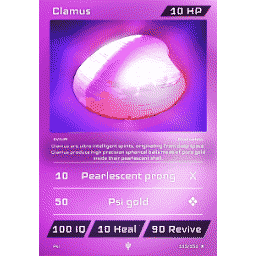 Clamus
10 HP
Clamus are ultra intelligent spirits, originating from deep space.
Clamus produce high precision spherical balls made of pure gold
inside their pearlescent shell.
10 Pearlescent prong X
50 Psi gold
100 IQ 10 Heal 90 Revive